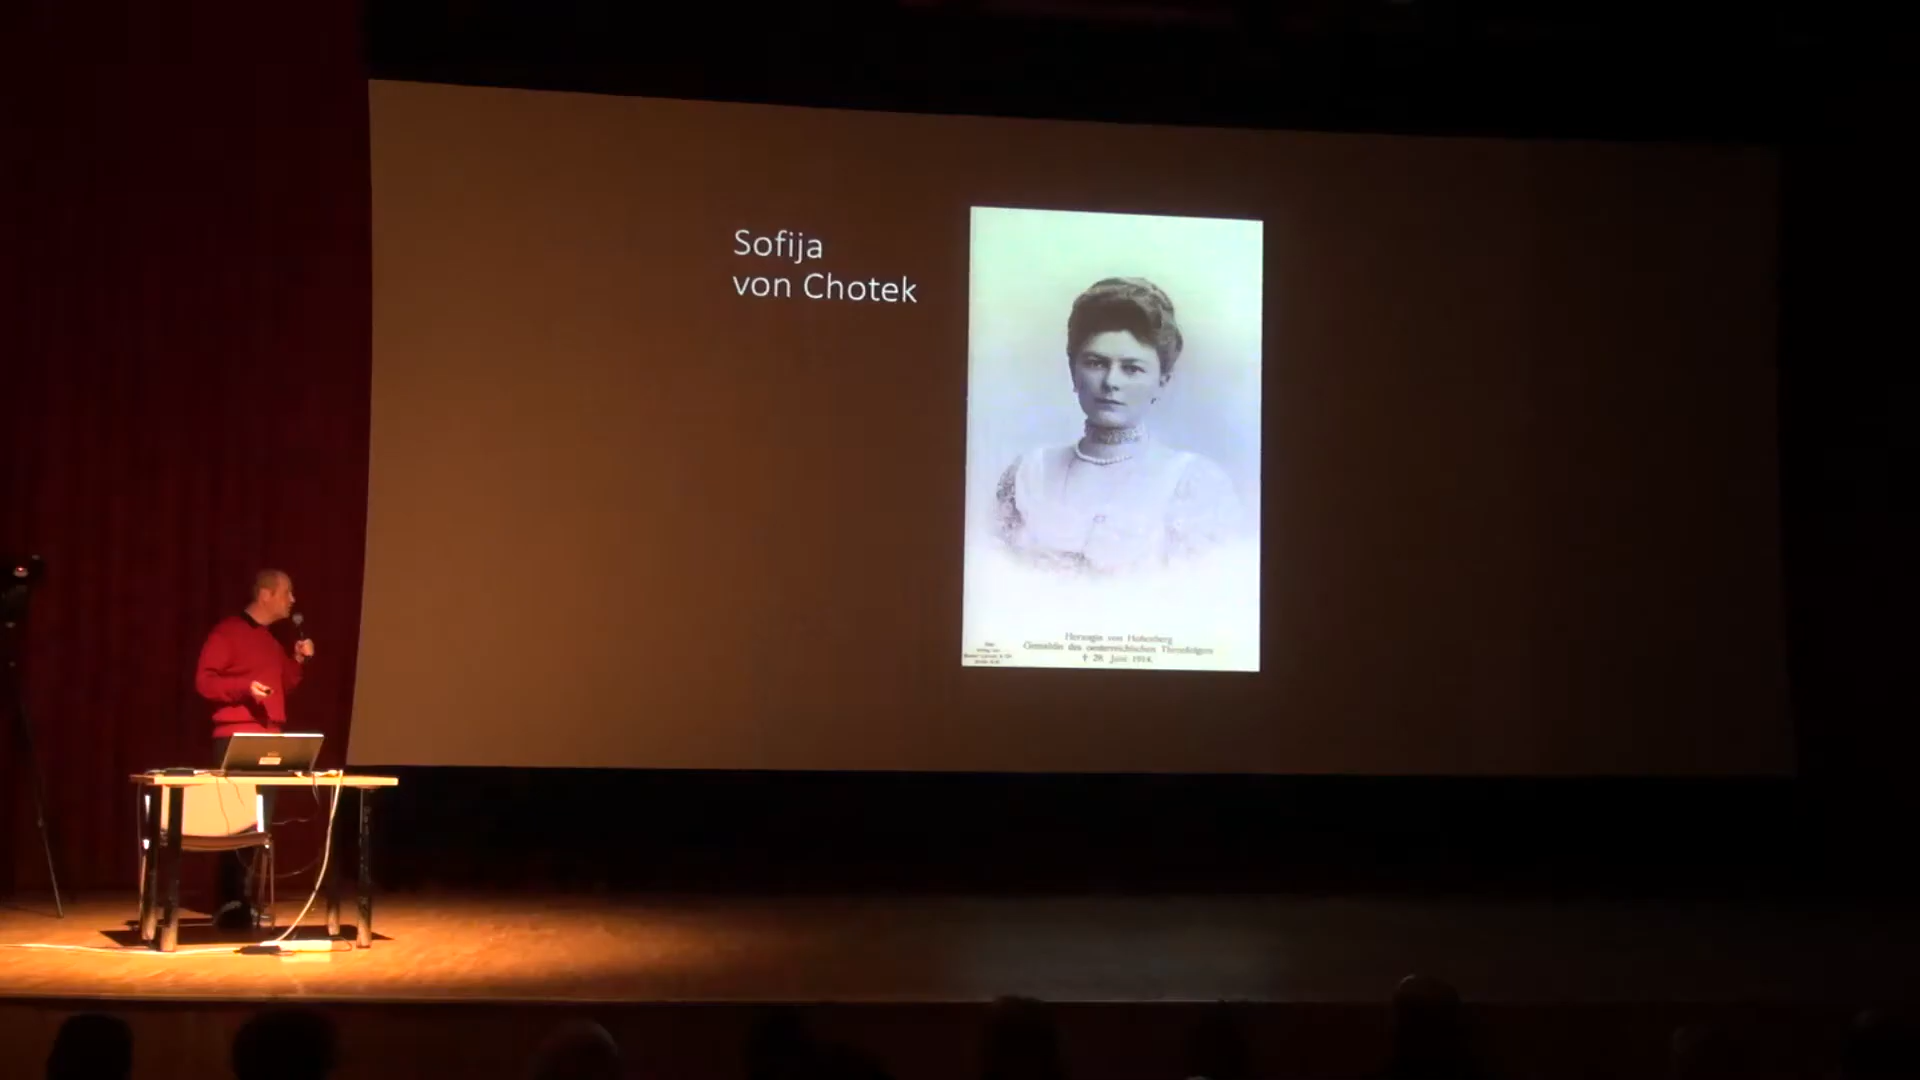 Sofija
von Chotek
Herzogin von Hohenberg
Gemahlin des oesterreichischen Thronfolgers
† 28. Juni 1914.